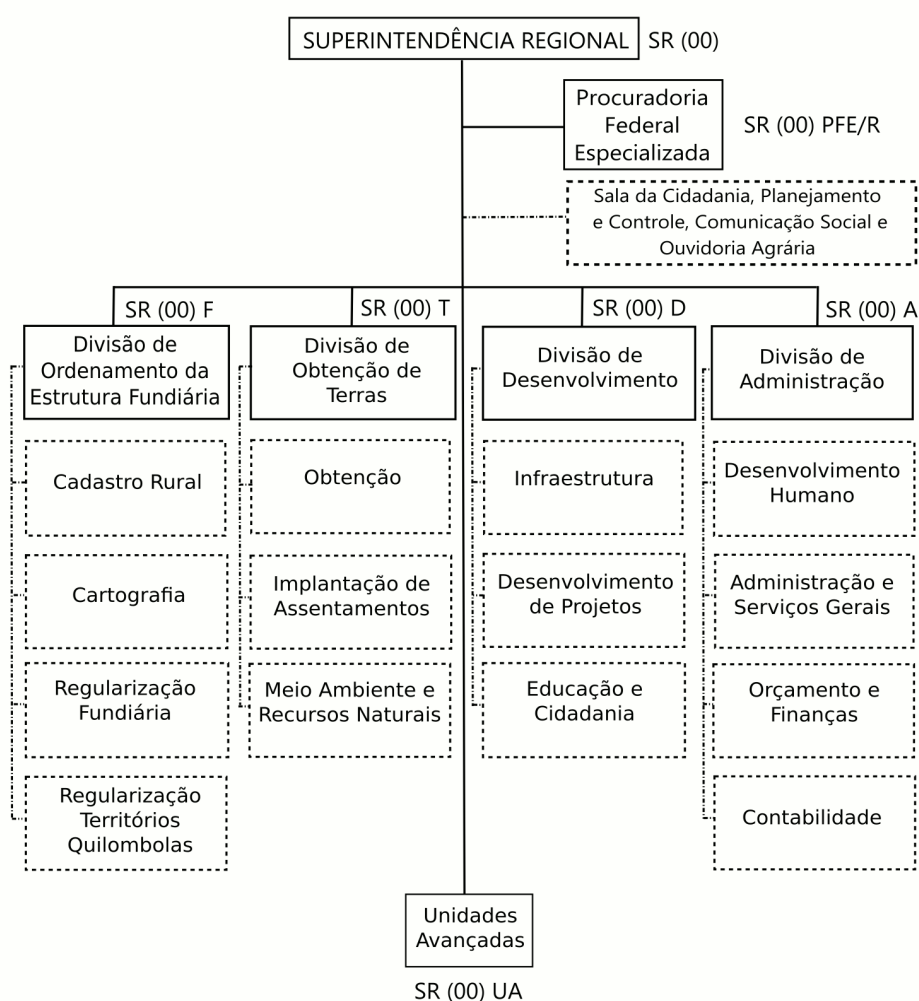 SUPERINTENDÊNCIA REGIONAL SR (00)
Procuradoria
Federal
Especializada
SR (00) PFE/R
Sala da Cidadania, Planejamento
e Controle, Comunicação Social e
Ouvidoria Agrária
SR (00) F
Divisão de
Ordenamento da
Estrutura Fundiária
Cadastro Rural
Cartografia
Regularização
Fundiária
Regularização
Territórios
Quilombolas
SR (00) T
Divisão de
Obtenção de
Terras
Obtenção
Implantação de
Assentamentos
Meio Ambiente e
Recursos Naturais
SR (00) D
Divisão de
Desenvolvimento
Infraestrutura
Desenvolvimento
de Projetos
Educação e
Cidadania
SR (00) A
Divisão de
Administração
Desenvolvimento
Humano
Administração e
Serviços Gerais
Orçamento e
Finanças
Contabilidade
Unidades
Avançadas
SR (00) UA